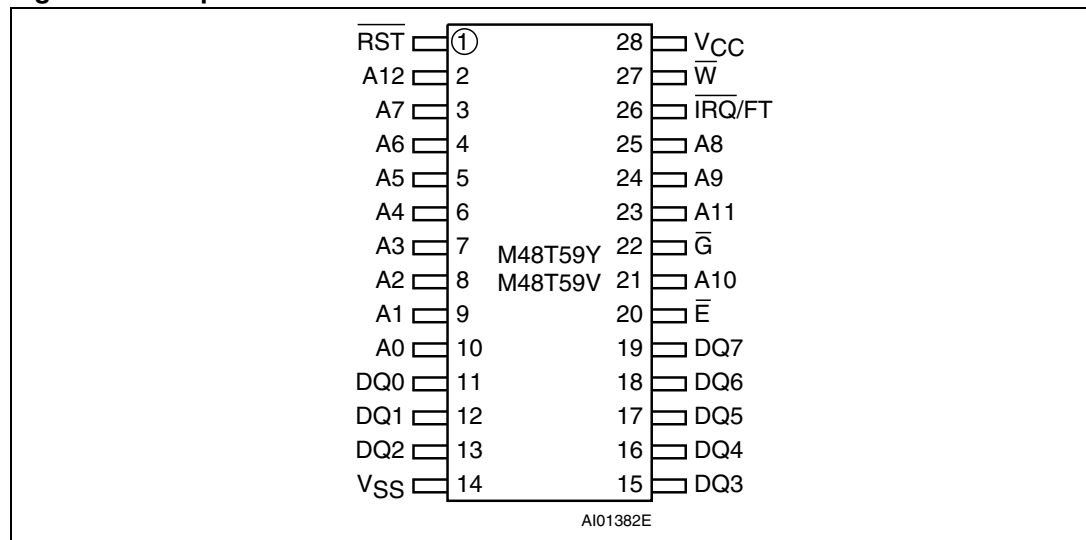 R̅S̅T̅ ① 28 VCC
A12 2 27 W̅
A7 3 26 I̅R̅Q̅/FT
A6 4 25 A8
A5 5 24 A9
A4 6 23 A11
A3 7 22 G̅
M48T59Y
A2 8 21 A10
M48T59V
A1 9 20 E̅
A0 10 19 DQ7
DQ0 11 18 DQ6
DQ1 12 17 DQ5
DQ2 13 16 DQ4
VSS 14 15 DQ3
AI01382E